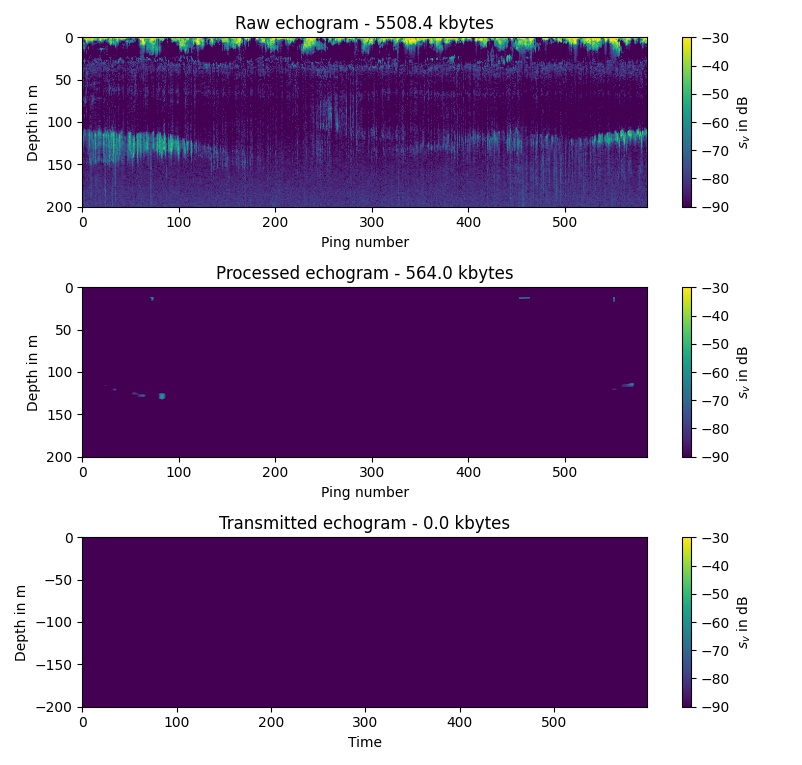 Raw echogram - 5508.4 kbytes
0
50
100
150
200
Depth in m
0 100 200 300 400 500
Ping number
−30
−40
−50
−60
−70
−80
−90
sv in dB
Processed echogram - 564.0 kbytes
0
50
100
150
200
Depth in m
0 100 200 300 400 500
Ping number
−30
−40
−50
−60
−70
−80
−90
sv in dB
Transmitted echogram - 0.0 kbytes
0
−50
−100
−150
−200
Depth in m
0 100 200 300 400 500
Time
−30
−40
−50
−60
−70
−80
−90
sv in dB